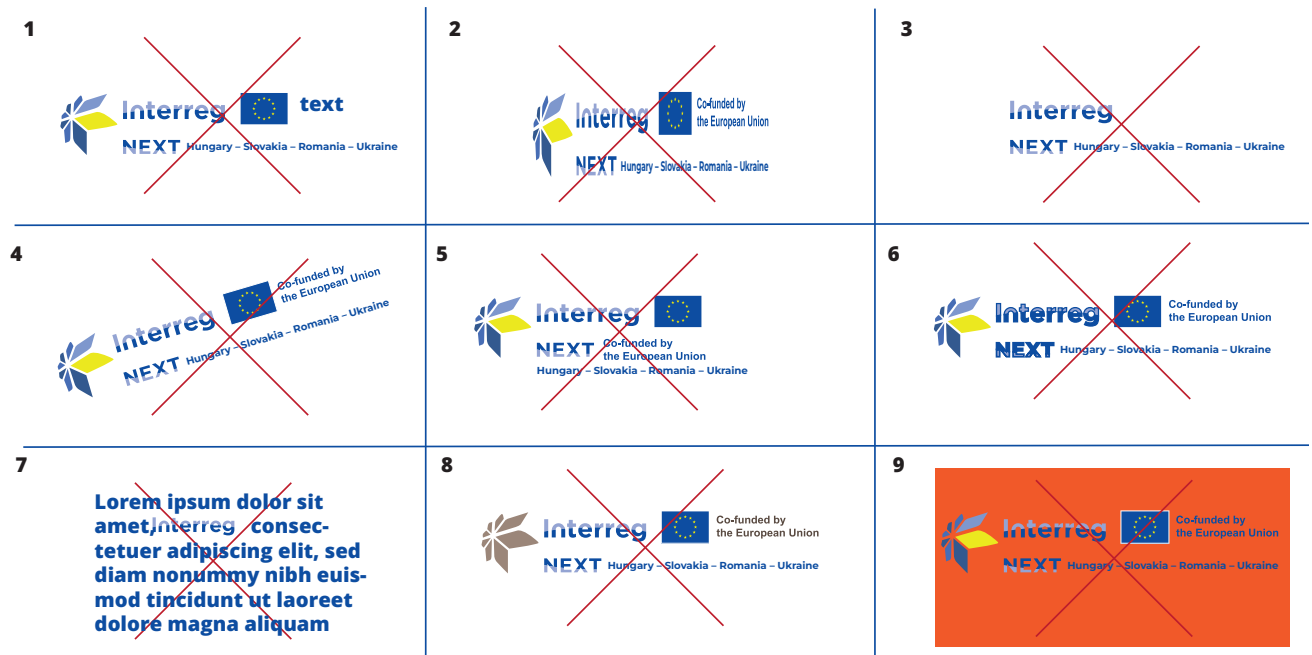 1
Interreg
text
NEXT Hungary – Slovakia – Romania – Ukraine
2
Interreg
Co-funded by
the European Union
NEXT Hungary – Slovakia – Romania – Ukraine
3
Interreg
NEXT Hungary – Slovakia – Romania – Ukraine
4
Interreg
Co-funded by
the European Union
NEXT Hungary – Slovakia – Romania – Ukraine
5
Interreg
NEXT
Co-funded by
the European Union
Hungary – Slovakia – Romania – Ukraine
6
Interreg
Co-funded by
the European Union
NEXT Hungary – Slovakia – Romania – Ukraine
7
Lorem ipsum dolor sit
amet,Interreg consec-
tetuer adipiscing elit, sed
diam nonummy nibh euis-
mod tincidunt ut laoreet
dolore magna aliquam
8
Interreg
Co-funded by
the European Union
NEXT Hungary – Slovakia – Romania – Ukraine
9
Interreg
Co-funded by
the European Union
NEXT Hungary – Slovakia – Romania – Ukraine